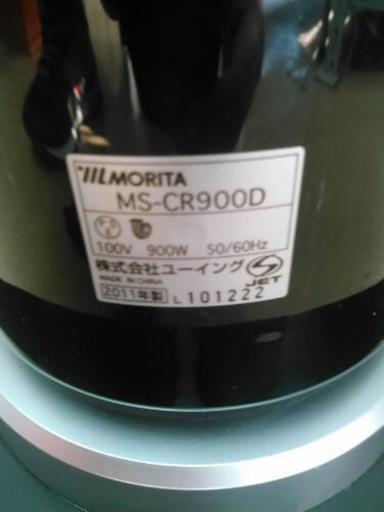 MORITA
MS-CR900D
100V 900W 50/60Hz
株式会社ユーイング
JET
MADE IN CHINA
2011年製 L101222